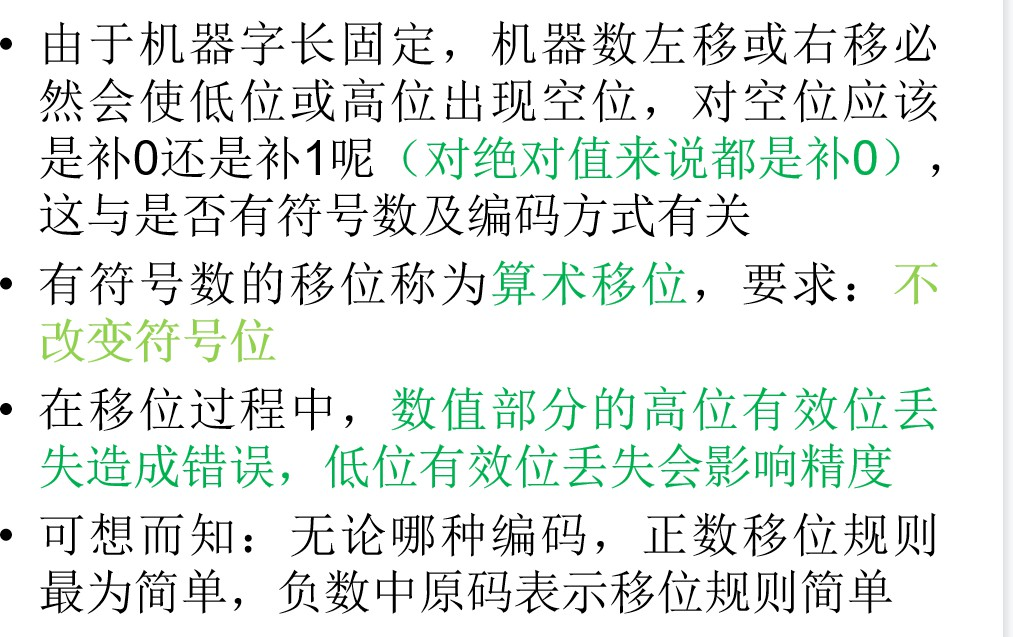 • 由于机器字长固定，机器数左移或右移必
然会使低位或高位出现空位，对空位应该
是补0还是补1呢（对绝对值来说都是补0），
这与是否有符号数及编码方式有关
• 有符号数的移位称为算术移位，要求：不
改变符号位
• 在移位过程中，数值部分的高位有效位丢
失造成错误，低位有效位丢失会影响精度
• 可想而知：无论哪种编码，正数移位规则
最为简单，负数中原码表示移位规则简单